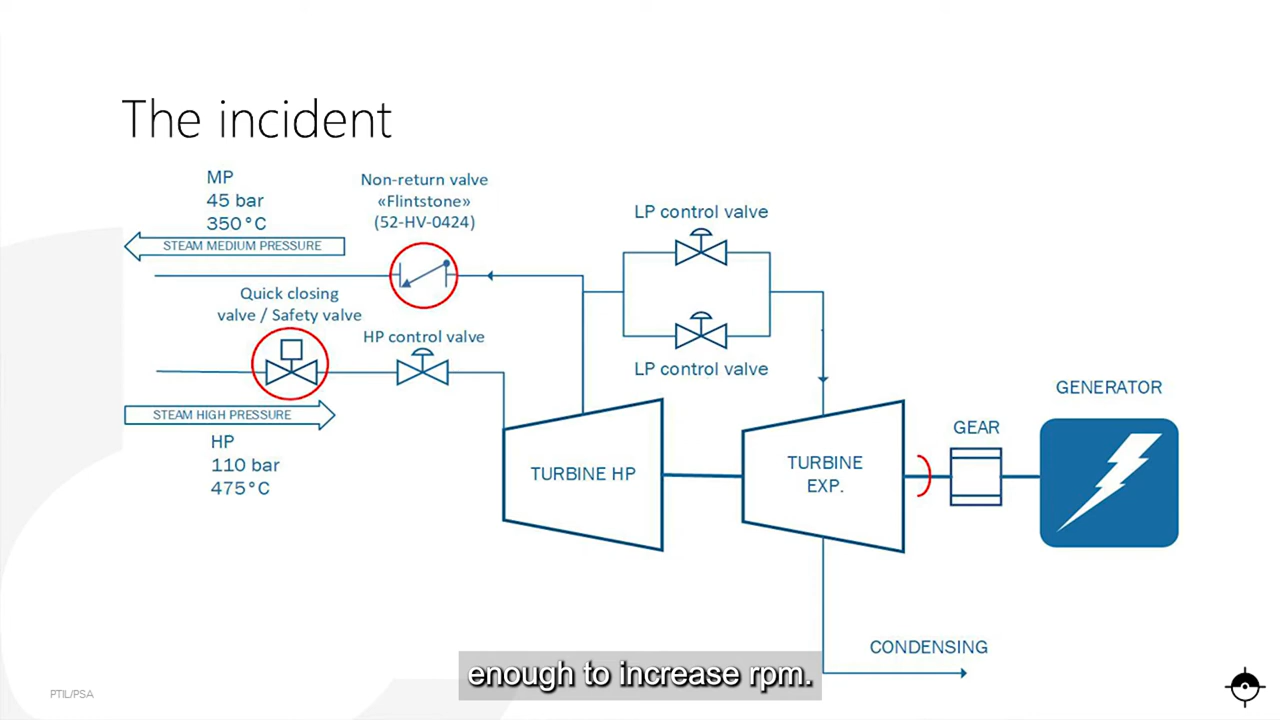 The incident
MP
45 bar
350°C
STEAM MEDIUM PRESSURE
Non-return valve
«Flintstone»
(52-HV-0424)
LP control valve
Quick closing
valve / Safety valve
HP control valve
LP control valve
STEAM HIGH PRESSURE
HP
110 bar
475°C
TURBINE HP
TURBINE
EXP.
GEAR
GENERATOR
CONDENSING
enough to increase rpm.
PTIL/PSA